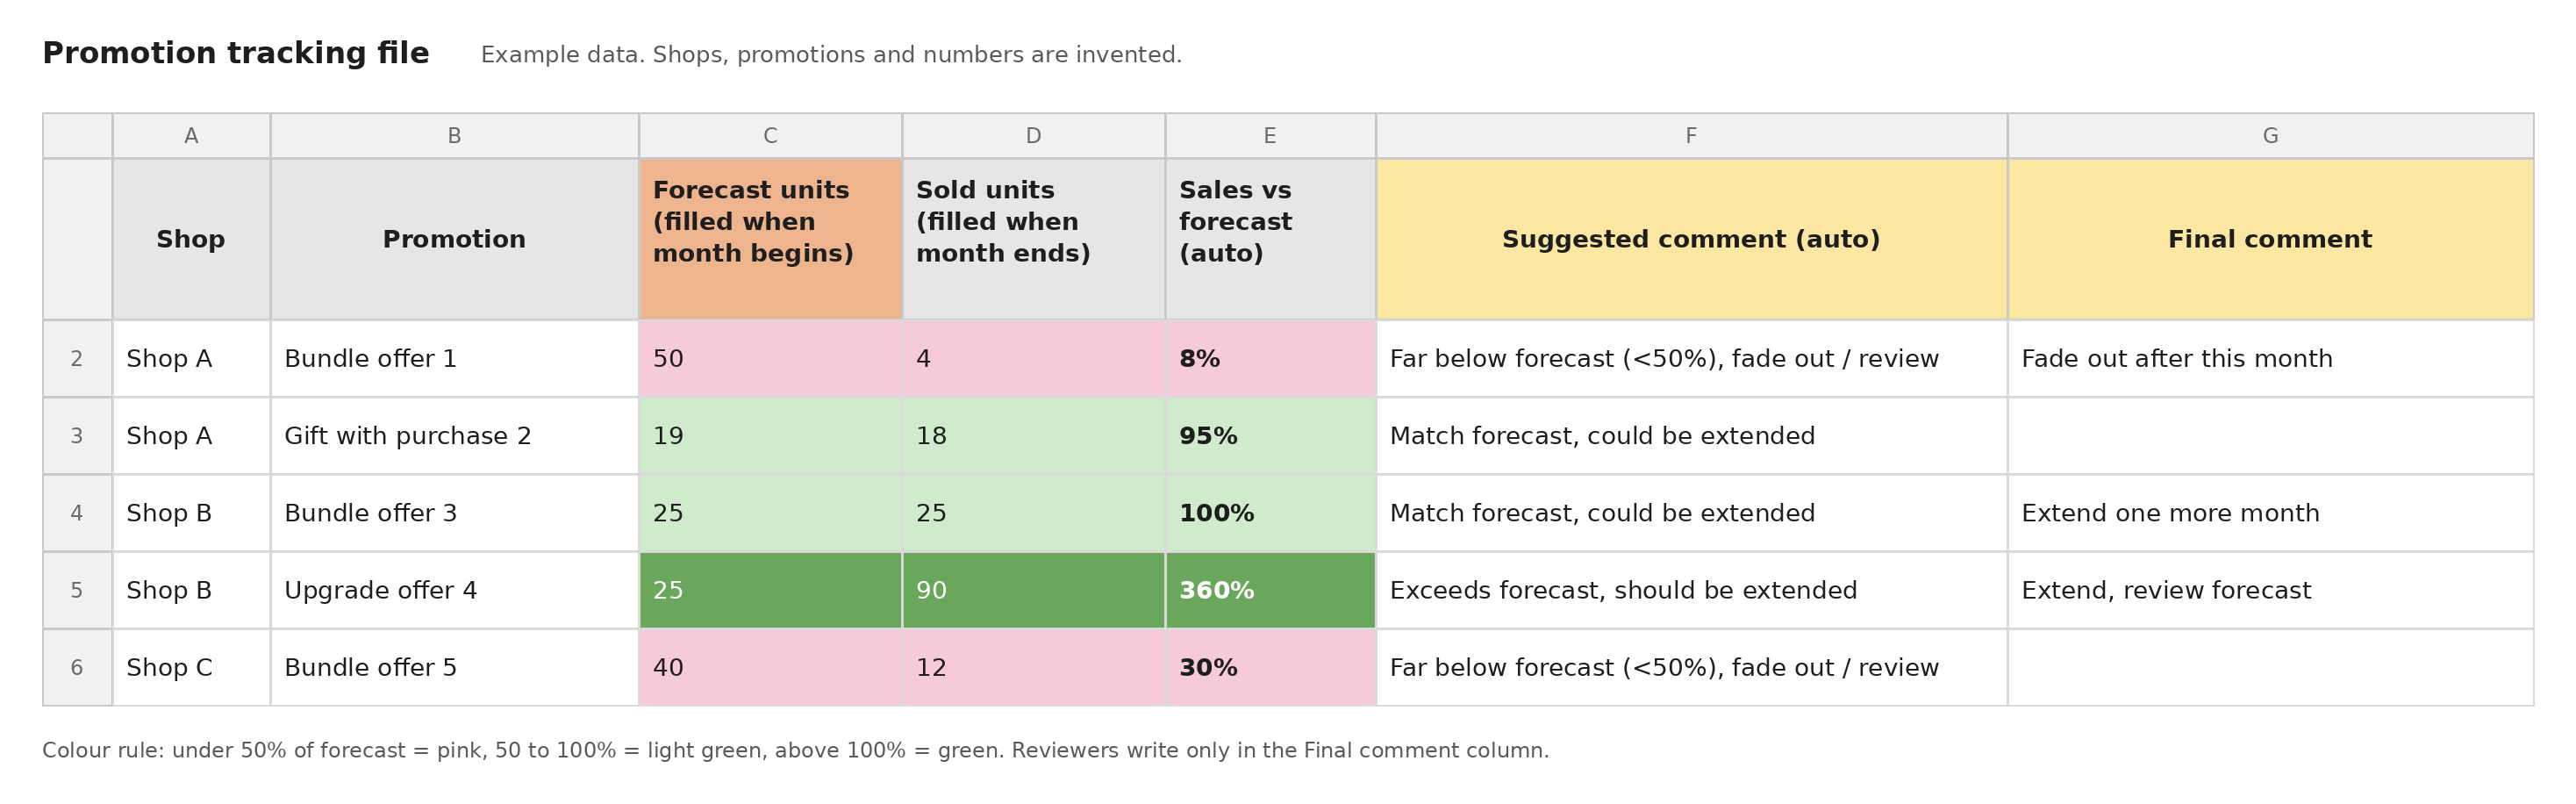 Promotion tracking file Example data. Shops, promotions and numbers are invented.
A B C D E F G
Shop Promotion Forecast units (filled when month begins) Sold units (filled when month ends) Sales vs forecast (auto) Suggested comment (auto) Final comment
2 Shop A Bundle offer 1 50 4 8% Far below forecast (<50%), fade out / review Fade out after this month
3 Shop A Gift with purchase 2 19 18 95% Match forecast, could be extended
4 Shop B Bundle offer 3 25 25 100% Match forecast, could be extended Extend one more month
5 Shop B Upgrade offer 4 25 90 360% Exceeds forecast, should be extended Extend, review forecast
6 Shop C Bundle offer 5 40 12 30% Far below forecast (<50%), fade out / review
Colour rule: under 50% of forecast = pink, 50 to 100% = light green, above 100% = green. Reviewers write only in the Final comment column.